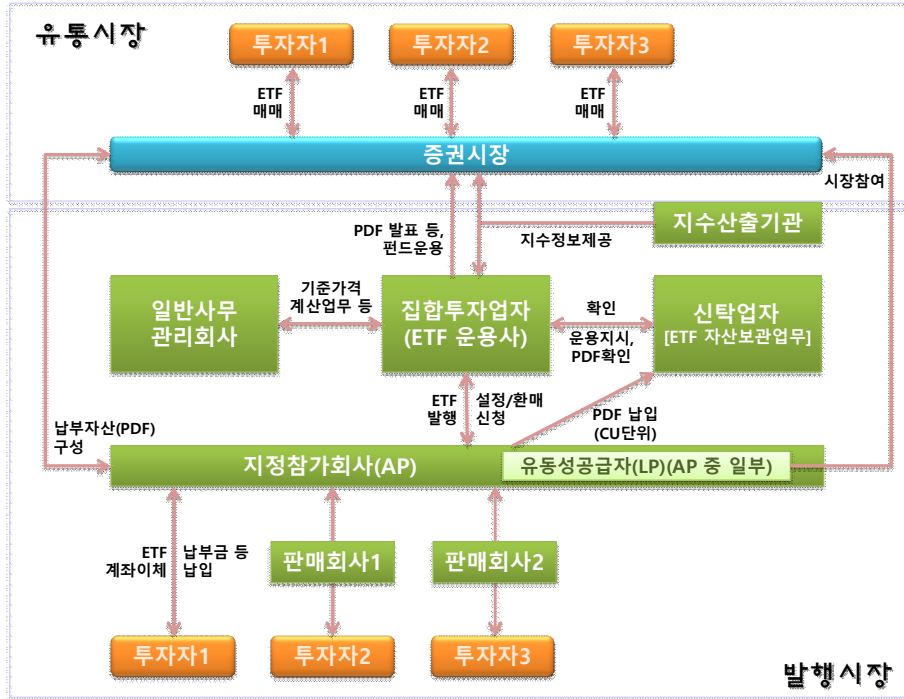 유통시장
투자자1
투자자2
투자자3
ETF
매매
ETF
매매
ETF
매매
증권시장
시장참여
PDF 발표 등,
펀드운용
지수정보제공
지수산출기관
일반사무
관리회사
기준가격
계산업무 등
집합투자업자
(ETF 운용사)
확인
운용지시,
PDF확인
신탁업자
[ETF 자산보관업무]
ETF
발행
설정/환매
신청
PDF 납입
(CU단위)
납부자산(PDF)
구성
지정참가회사(AP)
유동성공급자(LP)(AP 중 일부)
ETF
계좌이체
납부금 등
납입
판매회사1
판매회사2
투자자1
투자자2
투자자3
발행시장